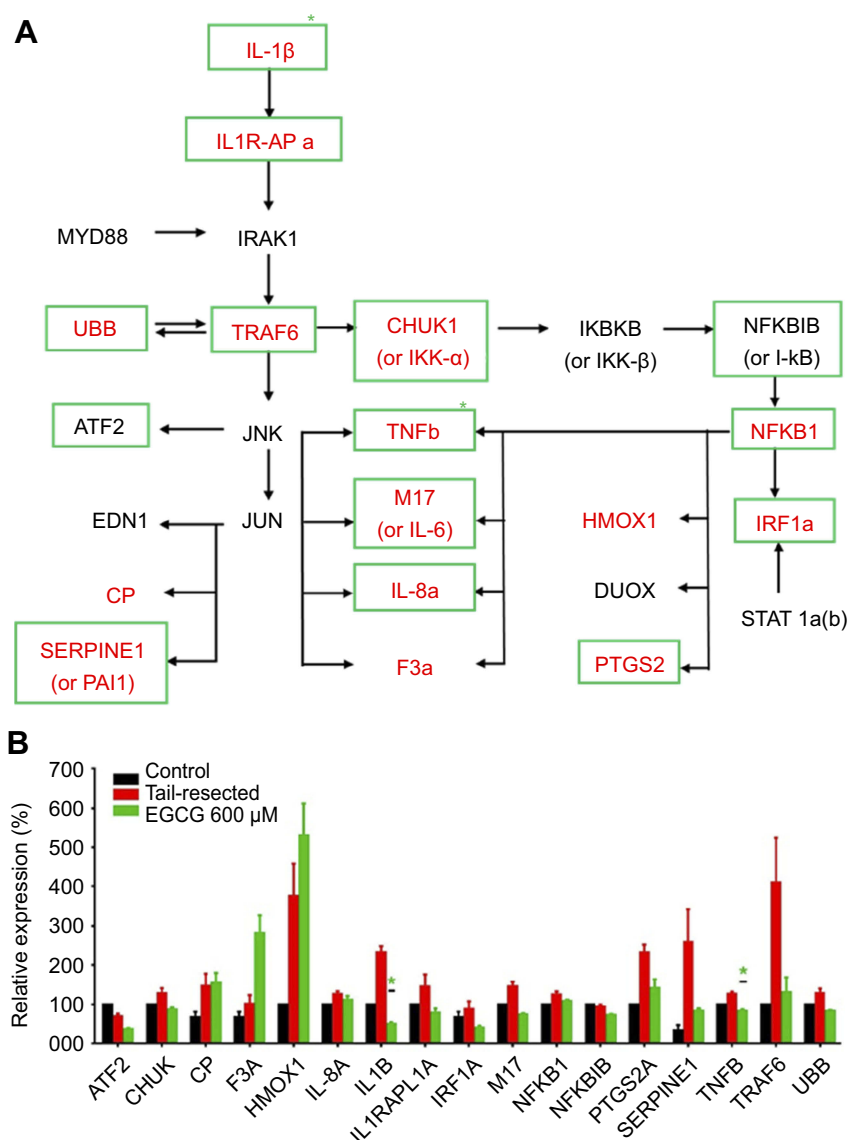 A
*
IL-1β
IL1R-AP a
MYD88
IRAK1
UBB
TRAF6
CHUK1
(or IKK-α)
IKBKB
(or IKK-β)
NFKBIB
(or I-kB)
ATF2
JNK
*
TNFb
NFKB1
EDN1
JUN
M17
(or IL-6)
HMOX1
IRF1a
CP
IL-8a
DUOX
STAT 1a(b)
SERPINE1
(or PAI1)
F3a
PTGS2
B
Relative expression (%)
700
600
500
400
300
200
100
000
Control
Tail-resected
EGCG 600 μM
*
*
ATF2
CHUK
CP
F3A
HMOX1
IL-8A
IL1B
IL1RAPL1A
IRF1A
M17
NFKB1
NFKBIB
PTGS2A
SERPINE1
TNFB
TRAF6
UBB